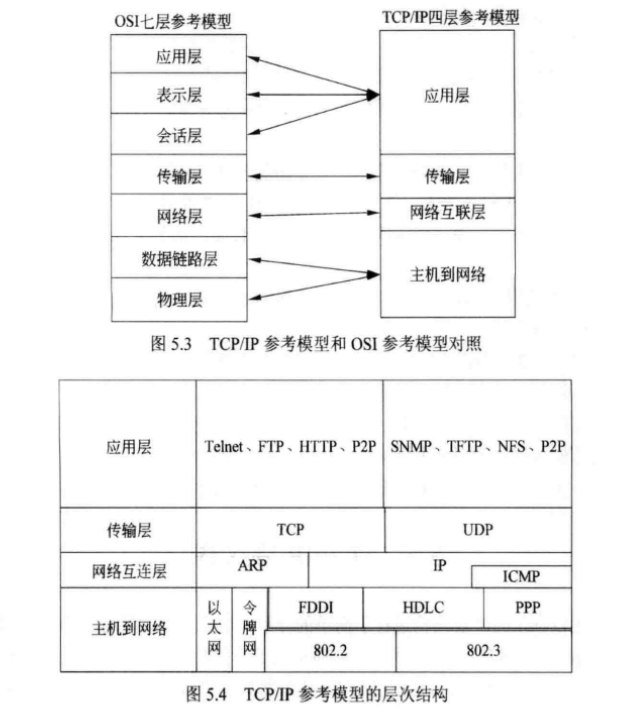 OSI七层参考模型
TCP/IP四层参考模型
应用层
表示层
会话层
传输层
网络层
数据链路层
物理层
应用层
传输层
网络互联层
主机到网络
图 5.3 TCP/IP 参考模型和 OSI 参考模型对照
应用层
Telnet、FTP、HTTP、P2P
SNMP、TFTP、NFS、P2P
传输层
TCP
UDP
网络互连层
ARP
IP
ICMP
主机到网络
以太网
令牌网
FDDI
HDLC
PPP
802.2
802.3
图 5.4 TCP/IP 参考模型的层次结构